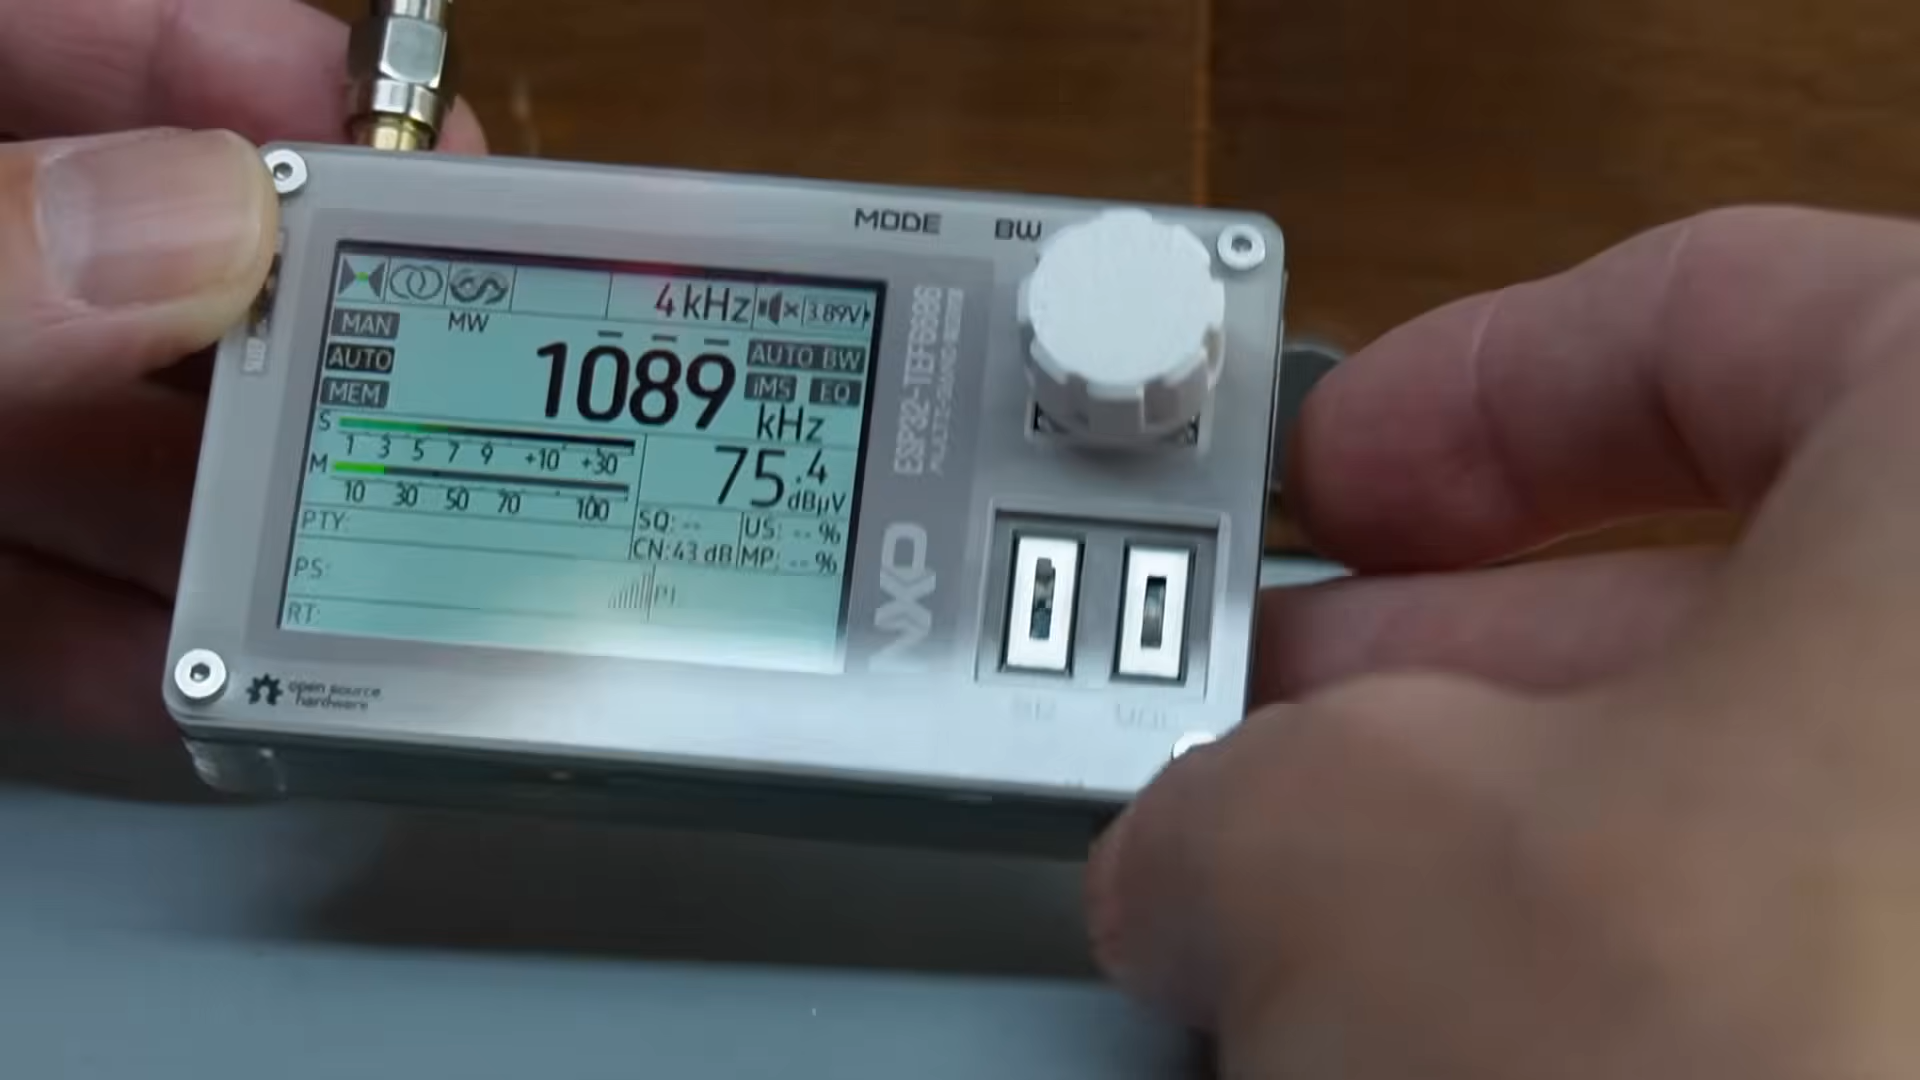 MODE BW
4 kHz 3.89V
MAN MW
1089 kHz
AUTO
MEM
AUTO BW
iMS EQ
S
1 3 5 7 9 +10 +30
M
10 30 50 70 100
75.4 dBµV
PTY:
SQ: -- US: -- %
CN: 43 dB MP: -- %
PS:
PI:
RT:
ESP32-TEF6686
NXP
open source
hardware